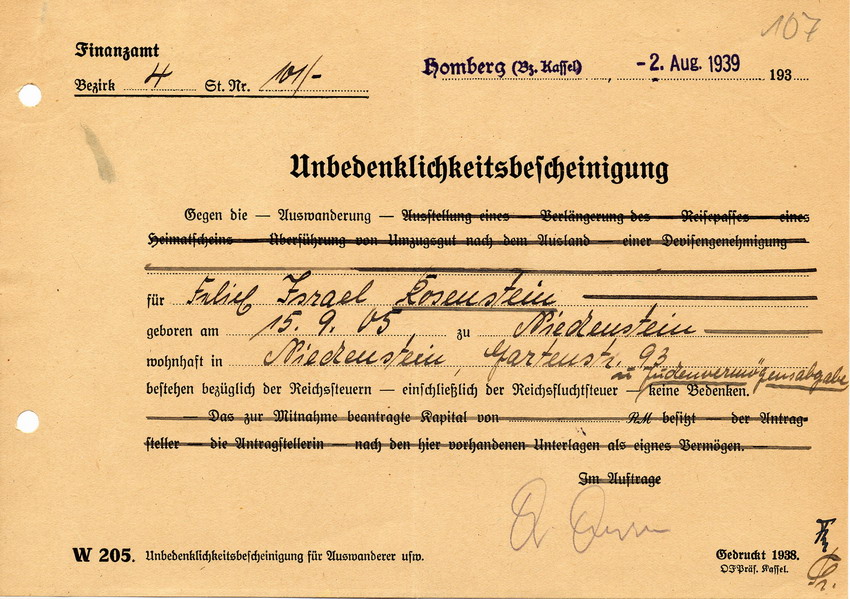 107
Finanzamt
Bezirk 4 St. Nr. 101/-
Homberg (Bz. Kassel) , -2. Aug. 1939 193
Unbedenklichkeitsbescheinigung
Gegen die — Auswanderung — Ausstellung eines — Verlängerung des — Reisepasses — eines
Heimatscheins — Überführung von Umzugsgut nach dem Ausland — einer Devisengenehmigung —
für Israel Rosenstein
geboren am 15. 9. 05 zu Niedenstein
wohnhaft in Niedenstein, Gartenstr. 93
u Judenvermögensabgabe
bestehen bezüglich der Reichssteuern — einschließlich der Reichsfluchtsteuer — keine Bedenken.
— Das zur Mitnahme beantragte Kapital von RM besitzt — der Antrag-
steller — die Antragstellerin — nach den hier vorhandenen Unterlagen als eignes Vermögen.
Im Auftrage
W 205. Unbedenklichkeitsbescheinigung für Auswanderer usw.
Gedruckt 1938.
OFPräs. Kassel.